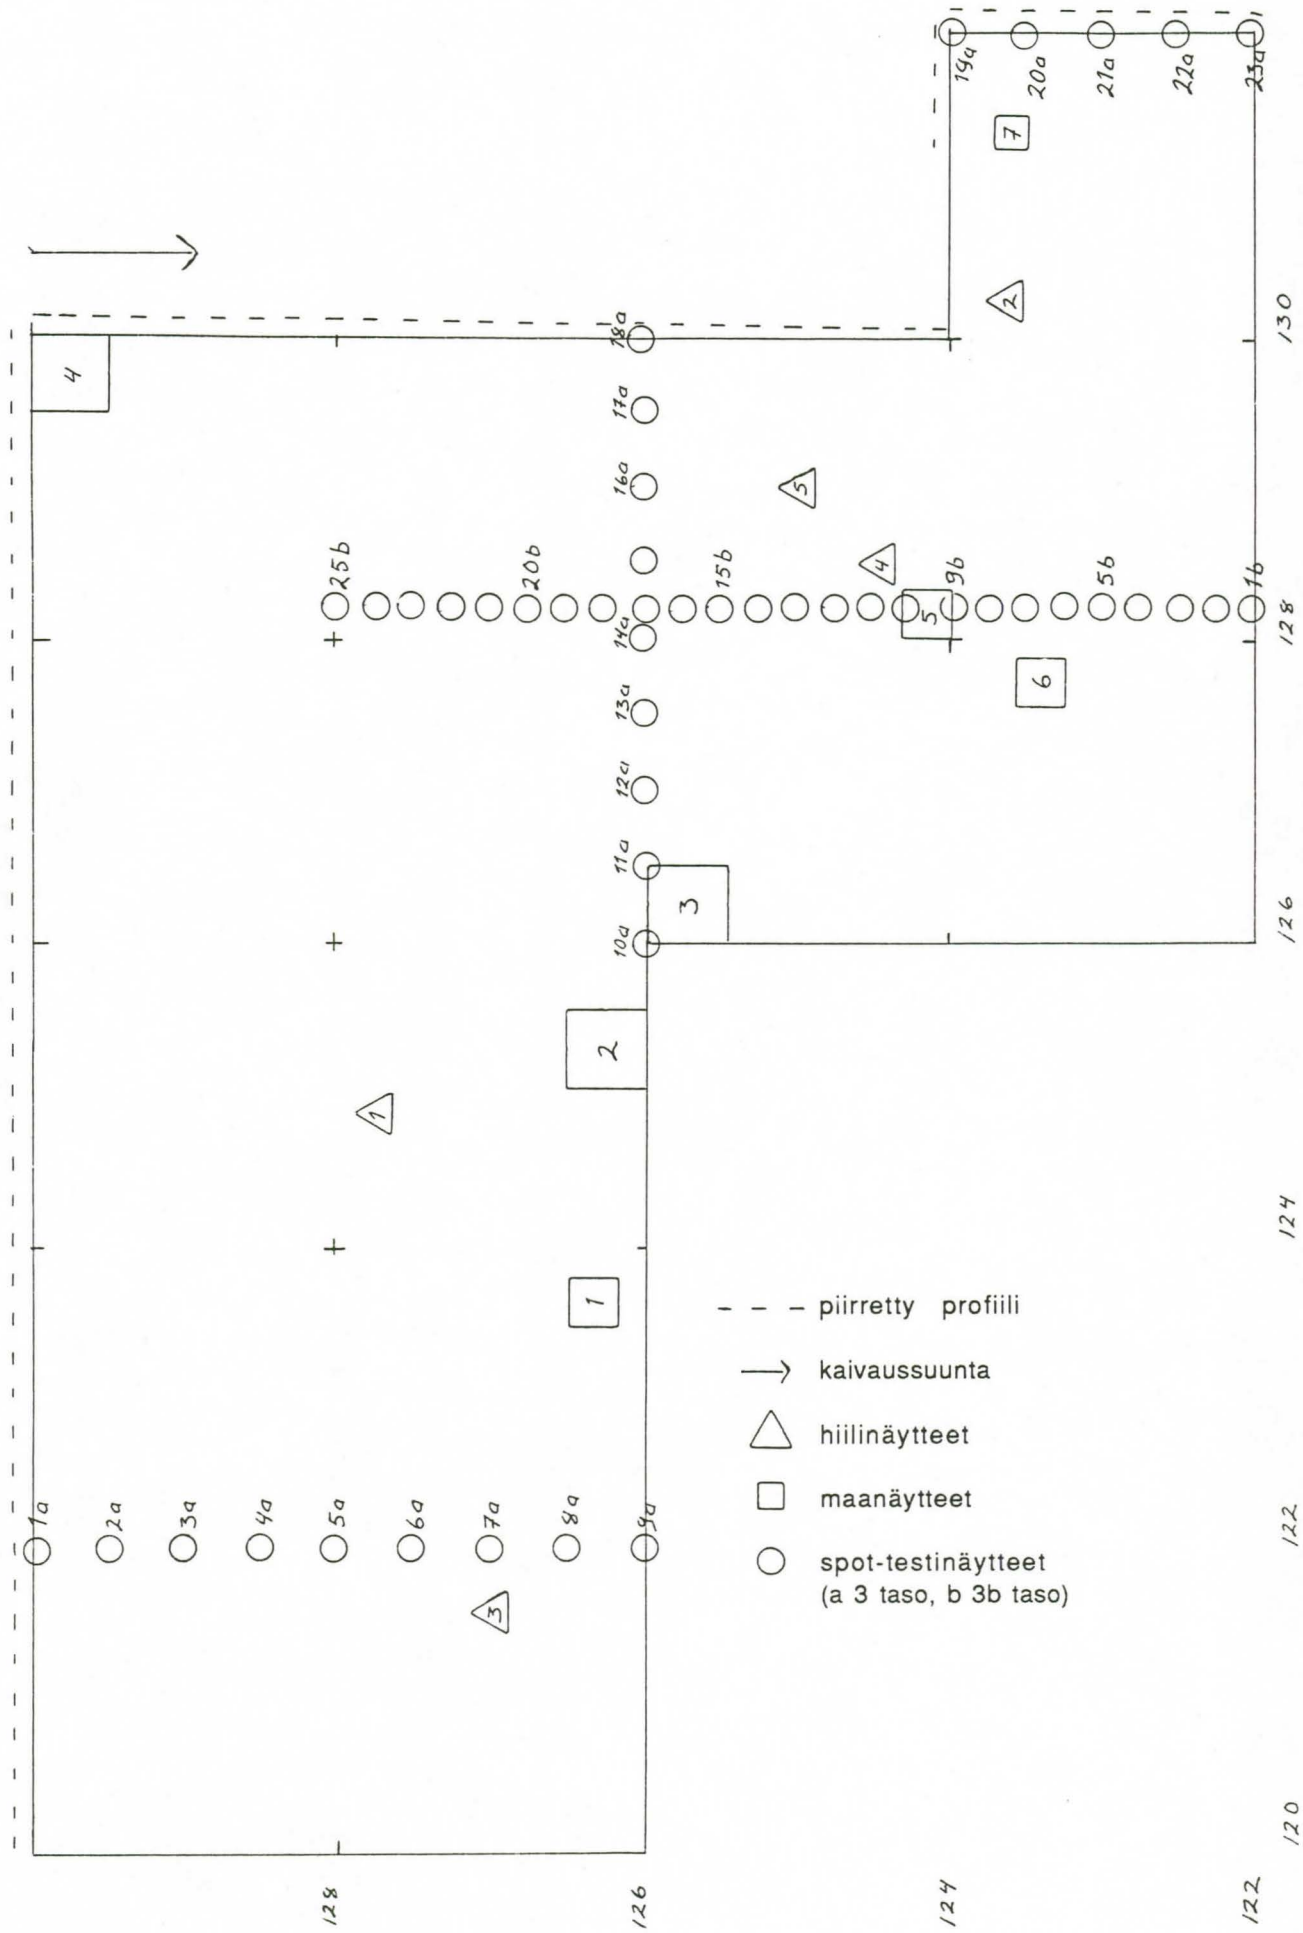 19a
20a
21a
22a
23a
7
2
130
4
18a
17a
16a
5
25b
20b
15b
4
9b
5b
1b
14a
5
128
13a
6
12a
11a
3
10a
126
2
1
124
1
piirretty profiili
kaivaussuunta
hiilinäytteet
maanäytteet
spot-testinäytteet
(a 3 taso, b 3b taso)
1a
2a
3a
4a
5a
6a
7a
8a
9a
122
3
120
128
126
124
122